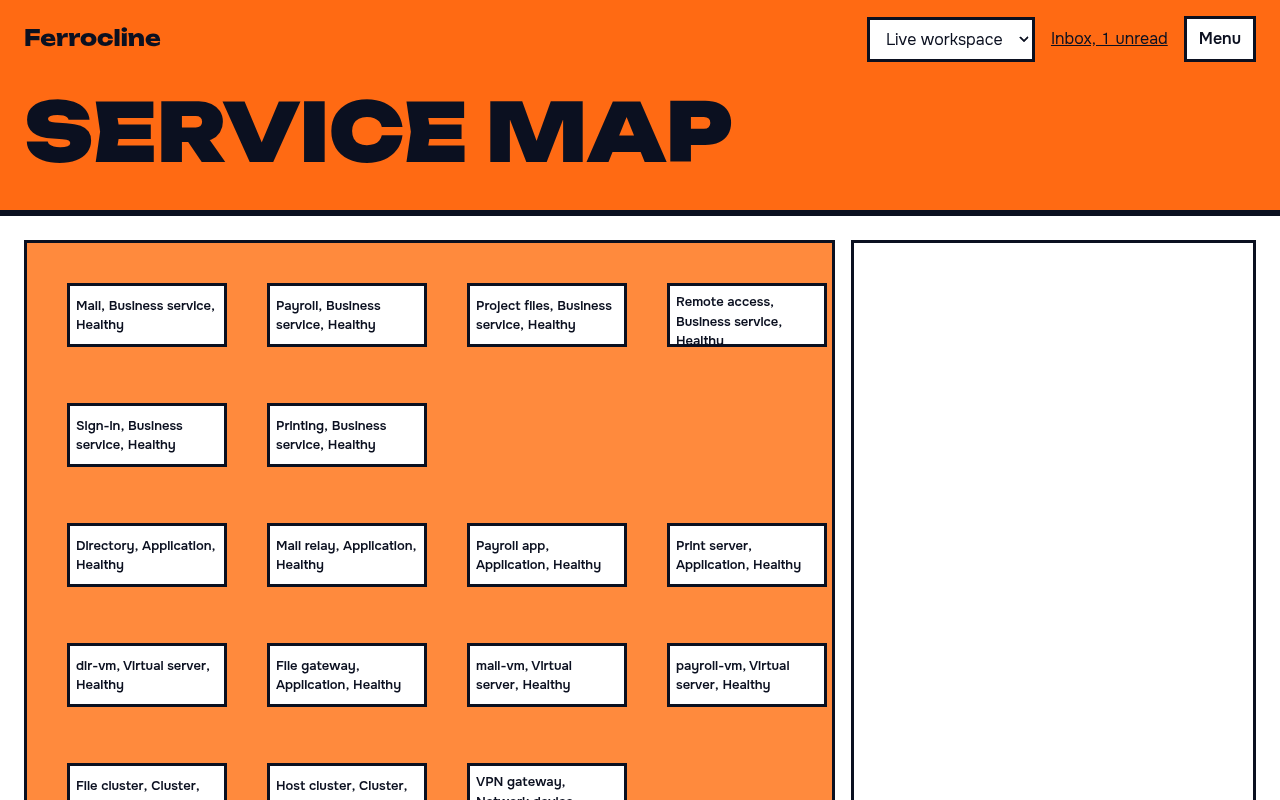 Ferrocline
Live workspace
Inbox, 1 unread
Menu
SERVICE MAP
Mail, Business service,
Healthy
Payroll, Business
service, Healthy
Project files, Business
service, Healthy
Remote access,
Business service,
Healthy
Sign-in, Business
service, Healthy
Printing, Business
service, Healthy
Directory, Application,
Healthy
Mail relay, Application,
Healthy
Payroll app,
Application, Healthy
Print server,
Application, Healthy
dir-vm, Virtual server,
Healthy
File gateway,
Application, Healthy
mail-vm, Virtual
server, Healthy
payroll-vm, Virtual
server, Healthy
File cluster, Cluster,
Host cluster, Cluster,
VPN gateway,
Network device,